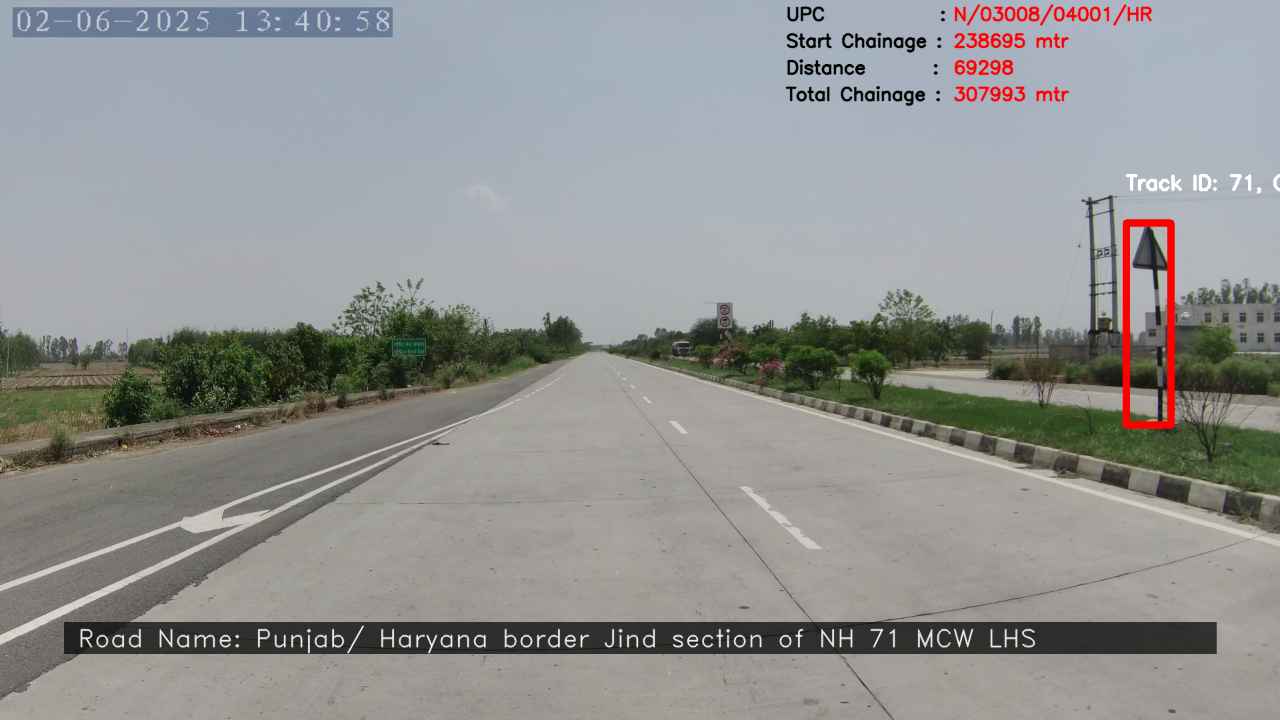 02-06-2025 13:40:58
UPC : N/03008/04001/HR
Start Chainage : 238695 mtr
Distance : 69298
Total Chainage : 307993 mtr
Track ID: 71,
Road Name: Punjab/ Haryana border Jind section of NH 71 MCW LHS